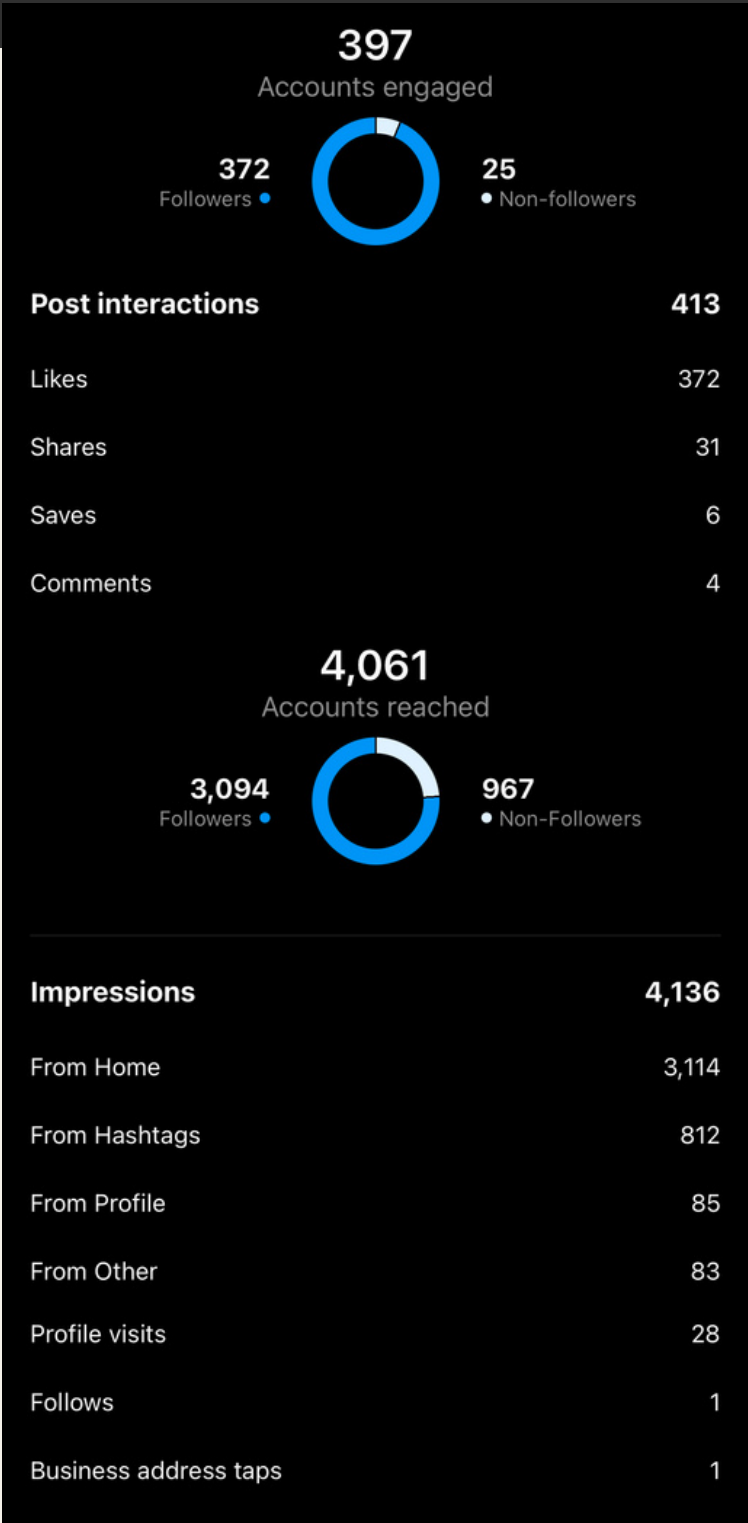 397
Accounts engaged
372
Followers
25
Non-followers
Post interactions 413
Likes 372
Shares 31
Saves 6
Comments 4
4,061
Accounts reached
3,094
Followers
967
Non-Followers
Impressions 4,136
From Home 3,114
From Hashtags 812
From Profile 85
From Other 83
Profile visits 28
Follows 1
Business address taps 1